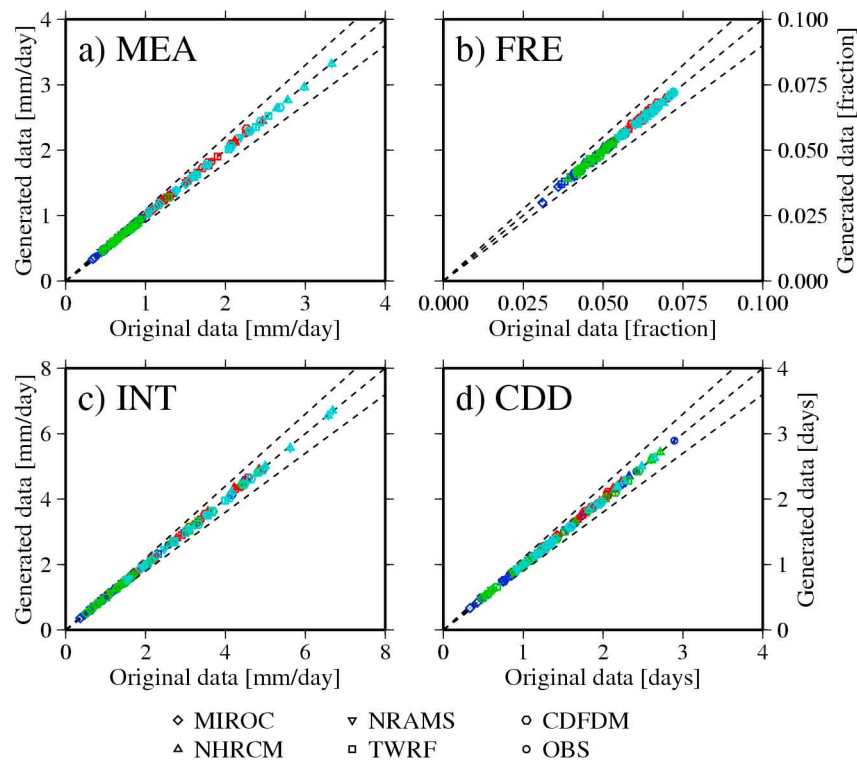 a) MEA
b) FRE
Generated data [mm/day]
Generated data [fraction]
4
3
2
1
0
0.100
0.075
0.050
0.025
0.000
0 1 2 3 4
0.000 0.025 0.050 0.075 0.100
Original data [mm/day]
Original data [fraction]
c) INT
d) CDD
Generated data [mm/day]
Generated data [days]
8
6
4
2
0
4
3
2
1
0
0 2 4 6 8
0 1 2 3 4
Original data [mm/day]
Original data [days]
MIROC NRAMS CDFDM
NHRCM TWRF OBS